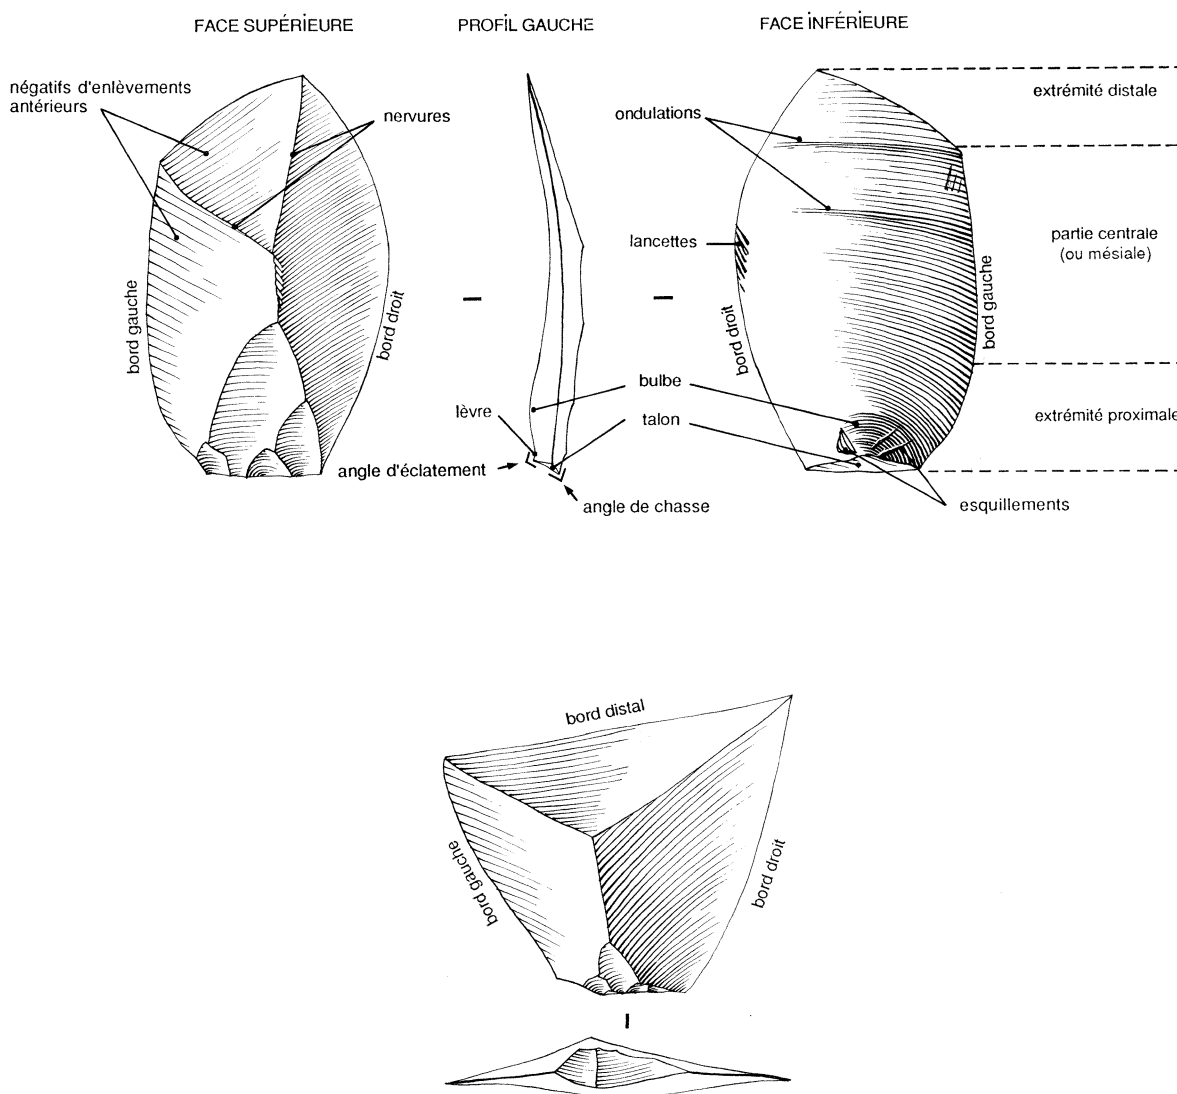 FACE SUPÉRIEURE
PROFIL GAUCHE
FACE INFÉRIEURE
négatifs d'enlèvements
antérieurs
nervures
ondulations
extrémité distale
lancettes
partie centrale
(ou mésiale)
bord gauche
bord droit
bord droit
bord gauche
bulbe
lèvre
talon
extrémité proximale
angle d'éclatement
angle de chasse
esquillements
bord distal
bord gauche
bord droit